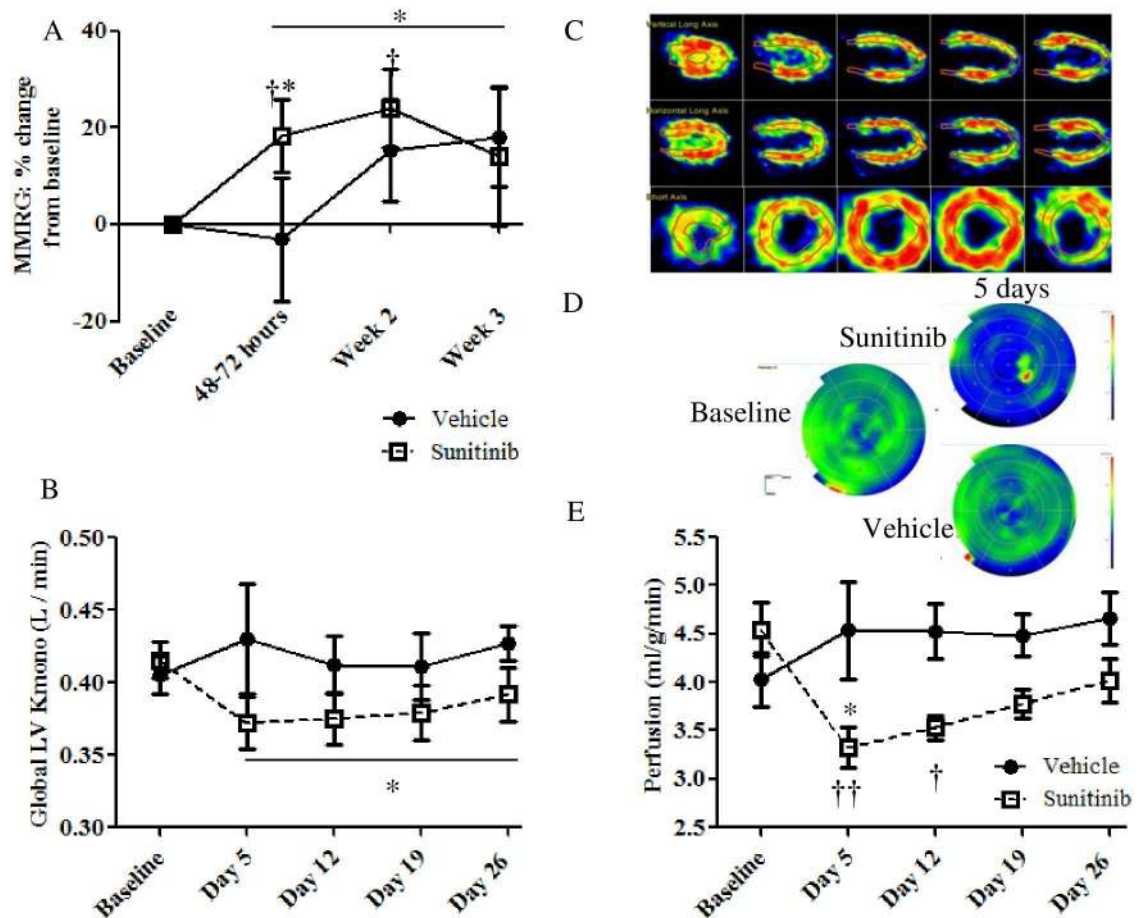 A
*
40
†
†*
20
0
-20
MMRG: % change
from baseline
Baseline
48-72 hours
Week 2
Week 3
Vehicle
Sunitinib
B
0.50
0.45
0.40
0.35
0.30
Global LV Kmono (L / min)
*
Baseline
Day 5
Day 12
Day 19
Day 26
C
Vertical Long Axis
Horizontal Long Axis
Short Axis
D
5 days
Sunitinib
Baseline
Vehicle
E
5.5
5.0
4.5
4.0
3.5
3.0
2.5
Perfusion (ml/g/min)
*
††
†
Vehicle
Sunitinib
Baseline
Day 5
Day 12
Day 19
Day 26